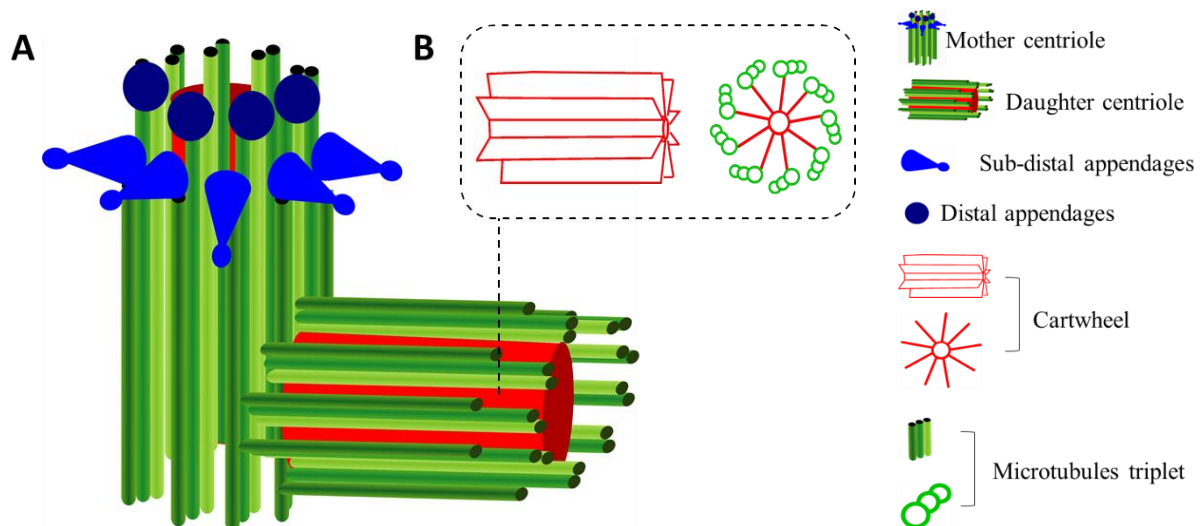 A
B
Mother centriole
Daughter centriole
Sub-distal appendages
Distal appendages
Cartwheel
Microtubules triplet